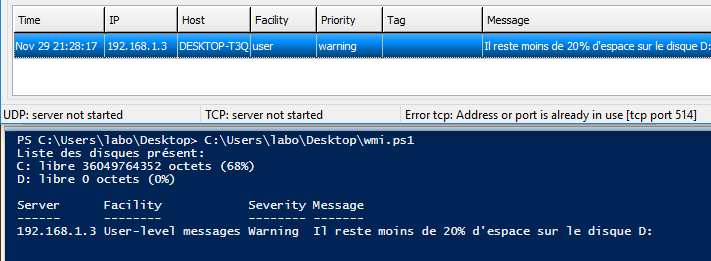 Time IP Host Facility Priority Tag Message
Nov 29 21:28:17 192.168.1.3 DESKTOP-T3Q user warning Il reste moins de 20% d'espace sur le disque D:
UDP: server not started TCP: server not started Error tcp: Address or port is already in use [tcp port 514]
PS C:\Users\labo\Desktop> C:\Users\labo\Desktop\wmi.ps1
Liste des disques présent:
C: libre 36049764352 octets (68%)
D: libre 0 octets (0%)
Server Facility Severity Message
------ -------- -------- -------
192.168.1.3 User-level messages Warning Il reste moins de 20% d'espace sur le disque D: